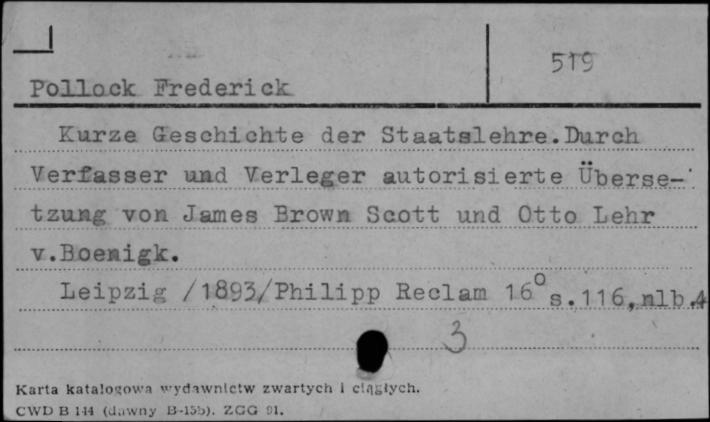 519
Pollock Frederick
Kurze Geschichte der Staatslehre.Durch
Verfasser und Verleger autorisierte Überse-
tzung von James Brown Scott und Otto Lehr
v.Boenigk.
Leipzig /1893/Philipp Reclam 16° s.116,nlb.4
3
Karta katalogowa wydawnictw zwartych i ciągłych.
CWD B 144 (dawny B-155). ZGG 91.